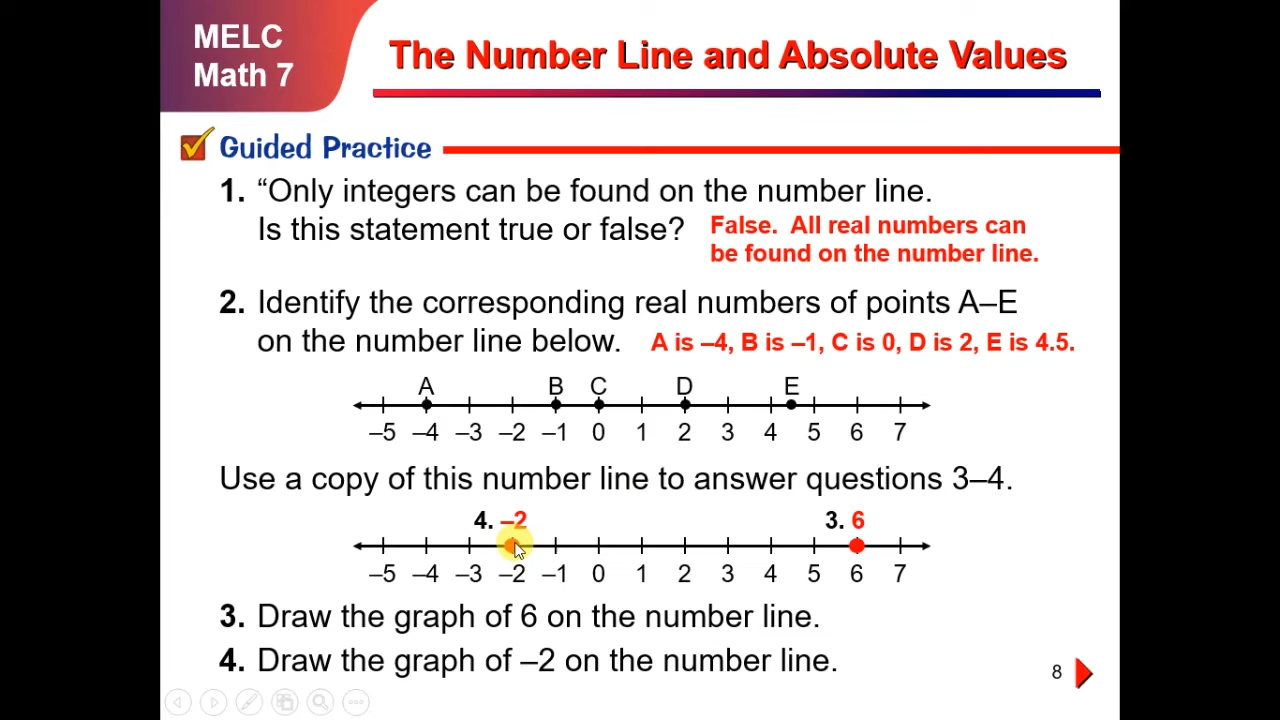 MELC
Math 7
The Number Line and Absolute Values
Guided Practice
1. “Only integers can be found on the number line.
Is this statement true or false?
False. All real numbers can
be found on the number line.
2. Identify the corresponding real numbers of points A–E
on the number line below. A is –4, B is –1, C is 0, D is 2, E is 4.5.
A B C D E
–5 –4 –3 –2 –1 0 1 2 3 4 5 6 7
Use a copy of this number line to answer questions 3–4.
4. –2 3. 6
–5 –4 –3 –2 –1 0 1 2 3 4 5 6 7
3. Draw the graph of 6 on the number line.
4. Draw the graph of –2 on the number line.
8